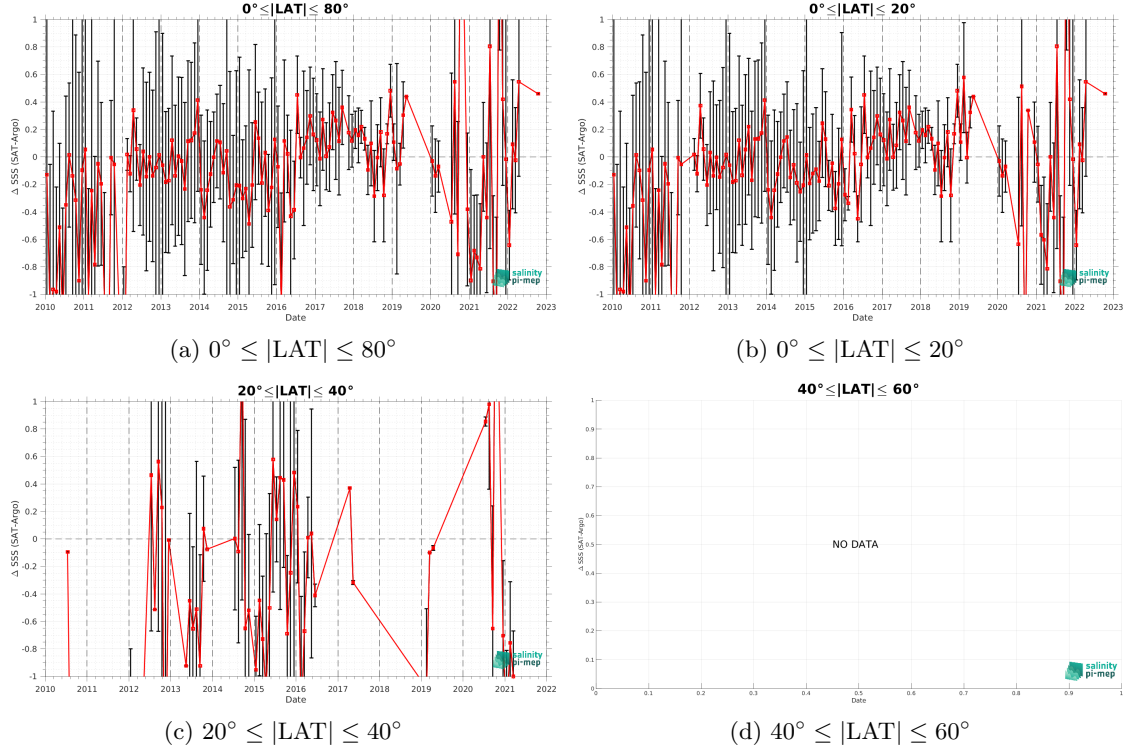 0°≤|LAT|≤ 80°
Δ SSS (SAT-Argo)
1
0.8
0.6
0.4
0.2
0
-0.2
-0.4
-0.6
-0.8
-1
2010 2011 2012 2013 2014 2015 2016 2017 2018 2019 2020 2021 2022 2023
Date
salinity
pi-mep
(a) 0° ≤ |LAT| ≤ 80°
0°≤|LAT|≤ 20°
Δ SSS (SAT-Argo)
1
0.8
0.6
0.4
0.2
0
-0.2
-0.4
-0.6
-0.8
-1
2010 2011 2012 2013 2014 2015 2016 2017 2018 2019 2020 2021 2022 2023
Date
salinity
pi-mep
(b) 0° ≤ |LAT| ≤ 20°
20°≤|LAT|≤ 40°
Δ SSS (SAT-Argo)
1
0.8
0.6
0.4
0.2
0
-0.2
-0.4
-0.6
-0.8
-1
2010 2011 2012 2013 2014 2015 2016 2017 2018 2019 2020 2021 2022
Date
salinity
pi-mep
(c) 20° ≤ |LAT| ≤ 40°
40°≤|LAT|≤ 60°
Δ SSS (SAT-Argo)
1
0.9
0.8
0.7
0.6
0.5
0.4
0.3
0.2
0.1
0
NO DATA
0 0.1 0.2 0.3 0.4 0.5 0.6 0.7 0.8 0.9 1
Date
salinity
pi-mep
(d) 40° ≤ |LAT| ≤ 60°